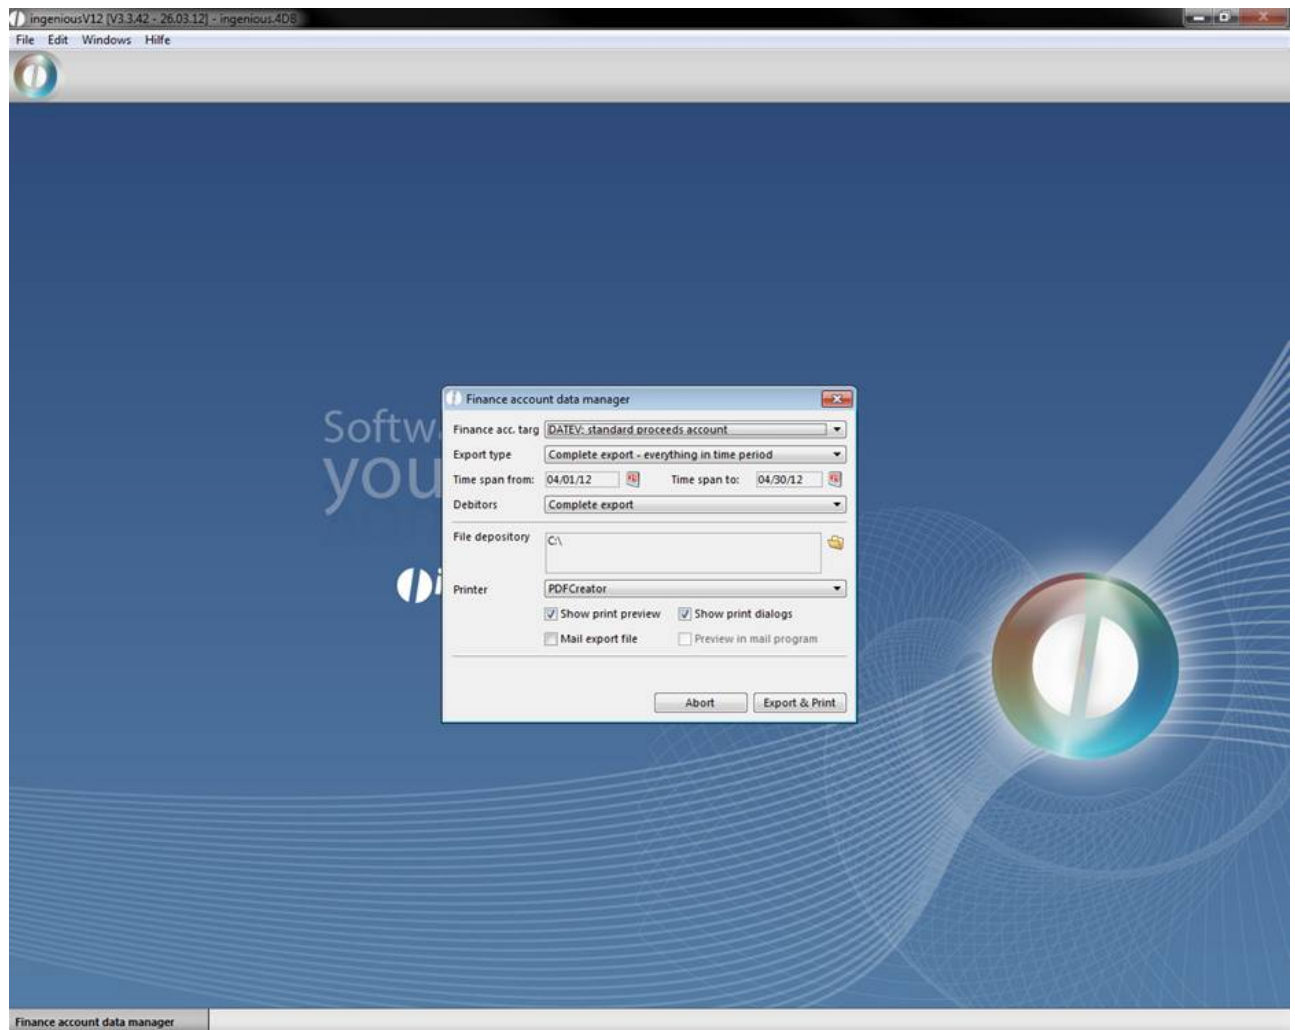 ingeniousV12 [V3.3.42 - 26.03.12] - ingenious.4DB
File Edit Windows Hilfe
Softw
you
i
Finance account data manager
Finance acc. targ DATEV: standard proceeds account
Export type Complete export - everything in time period
Time span from: 04/01/12 Time span to: 04/30/12
Debitors Complete export
File depository C:\
Printer PDFCreator
Show print preview Show print dialogs
Mail export file Preview in mail program
Abort Export & Print
Finance account data manager